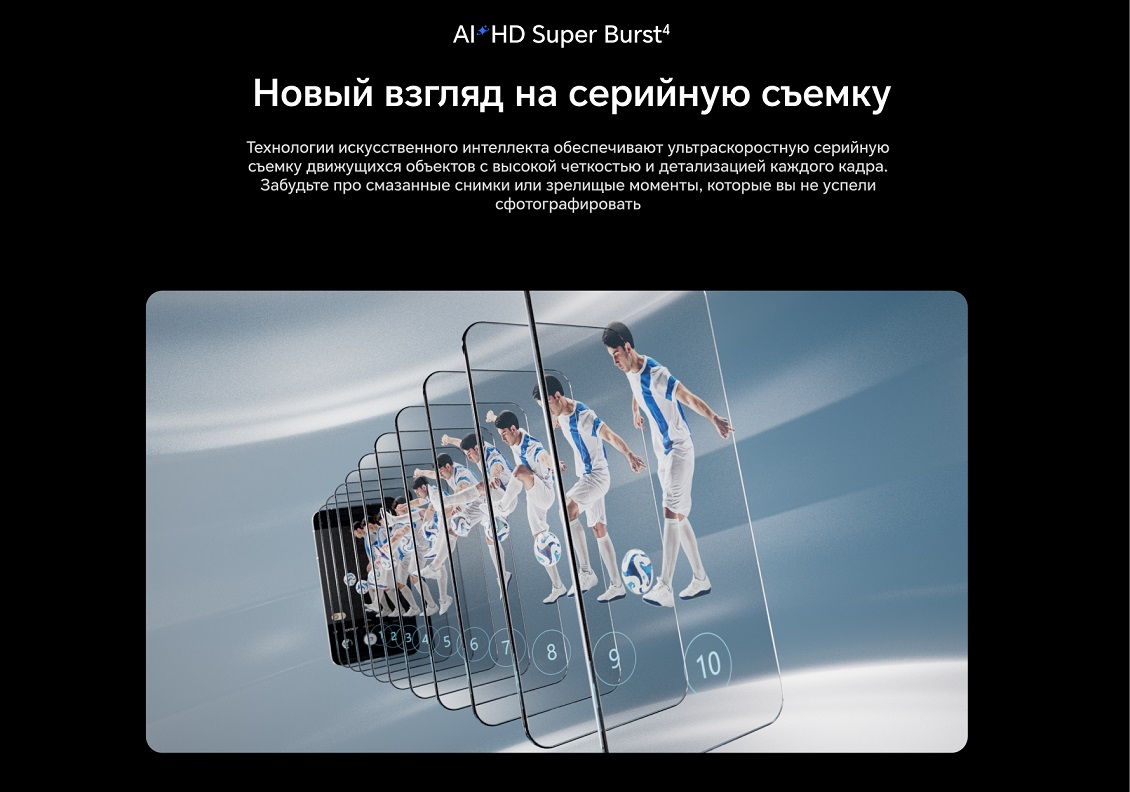 AI HD Super Burst⁴
Новый взгляд на серийную съемку
Технологии искусственного интеллекта обеспечивают ультраскоростную серийную
съемку движущихся объектов с высокой четкостью и детализацией каждого кадра.
Забудьте про смазанные снимки или зрелищые моменты, которые вы не успели
сфотографировать
1 2 3 4 5 6 7 8 9 10